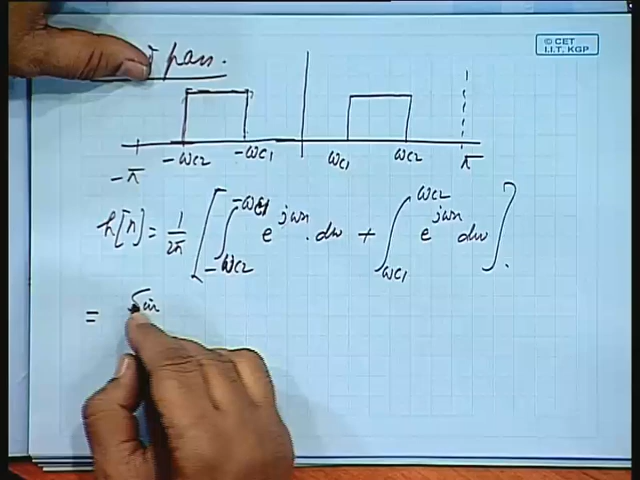 © CET
I.I.T. KGP
pass.
-π -ωc2 -ωc1 ωc1 ωc2 π
h[n] = 1/2π [ ∫_{-ωc2}^{-ωc1} e^{jωn} . dω + ∫_{ωc1}^{ωc2} e^{jωn} dω ] .
= Sin